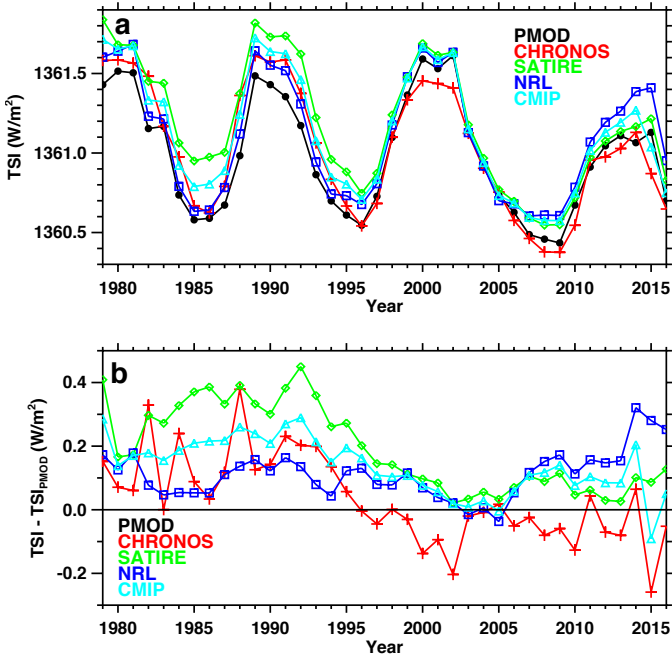 a
PMOD
CHRONOS
SATIRE
NRL
CMIP
TSI (W/m²)
1361.5
1361.0
1360.5
1980 1985 1990 1995 2000 2005 2010 2015
Year
b
TSI - TSI_PMOD (W/m²)
0.4
0.2
0.0
-0.2
PMOD
CHRONOS
SATIRE
NRL
CMIP
1980 1985 1990 1995 2000 2005 2010 2015
Year